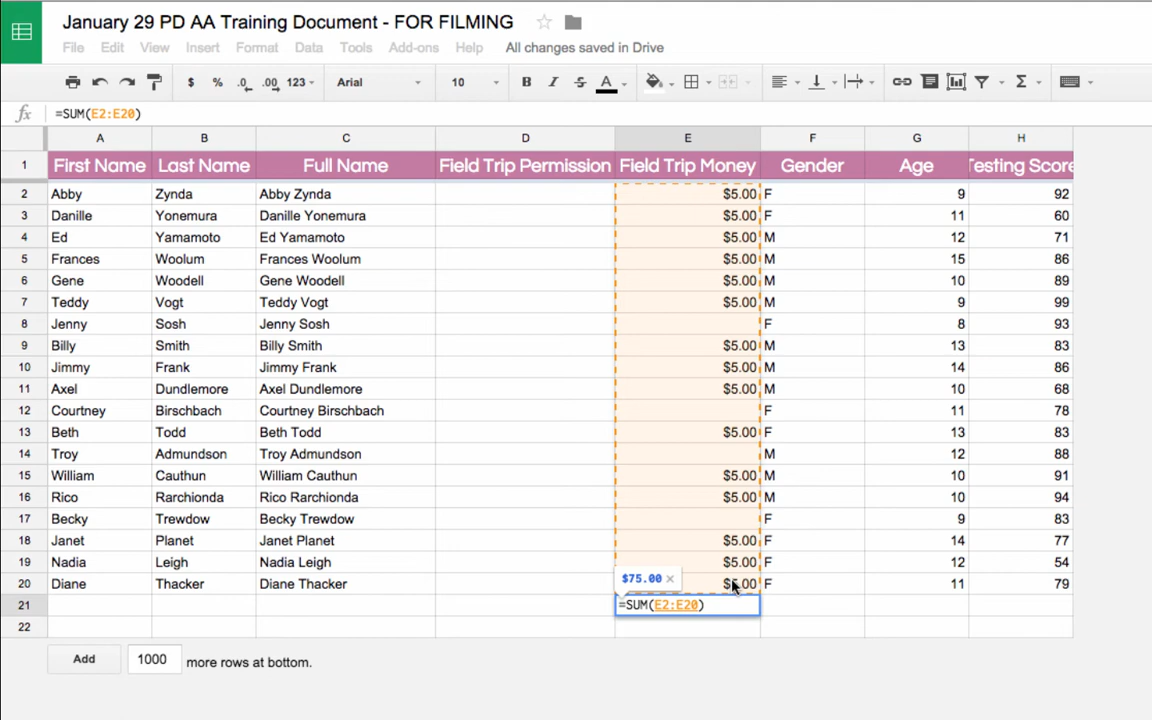 January 29 PD AA Training Document - FOR FILMING
File Edit View Insert Format Data Tools Add-ons Help All changes saved in Drive
$ % .0 .00 123 Arial 10 B I S A Σ
fx =SUM(E2:E20)
A B C D E F G H
1 First Name Last Name Full Name Field Trip Permission Field Trip Money Gender Age Testing Score
2 Abby Zynda Abby Zynda $5.00 F 9 92
3 Danille Yonemura Danille Yonemura $5.00 F 11 60
4 Ed Yamamoto Ed Yamamoto $5.00 M 12 71
5 Frances Woolum Frances Woolum $5.00 M 15 86
6 Gene Woodell Gene Woodell $5.00 M 10 89
7 Teddy Vogt Teddy Vogt $5.00 M 9 99
8 Jenny Sosh Jenny Sosh F 8 93
9 Billy Smith Billy Smith $5.00 M 13 83
10 Jimmy Frank Jimmy Frank $5.00 M 14 86
11 Axel Dundlemore Axel Dundlemore $5.00 M 10 68
12 Courtney Birschbach Courtney Birschbach F 11 78
13 Beth Todd Beth Todd $5.00 F 13 83
14 Troy Admundson Troy Admundson M 12 88
15 William Cauthun William Cauthun $5.00 M 10 91
16 Rico Rarchionda Rico Rarchionda $5.00 M 10 94
17 Becky Trewdow Becky Trewdow F 9 83
18 Janet Planet Janet Planet $5.00 F 14 77
19 Nadia Leigh Nadia Leigh $5.00 F 12 54
$75.00 ×
20 Diane Thacker Diane Thacker $5.00 F 11 79
21 =SUM(E2:E20)
22
Add 1000 more rows at bottom.